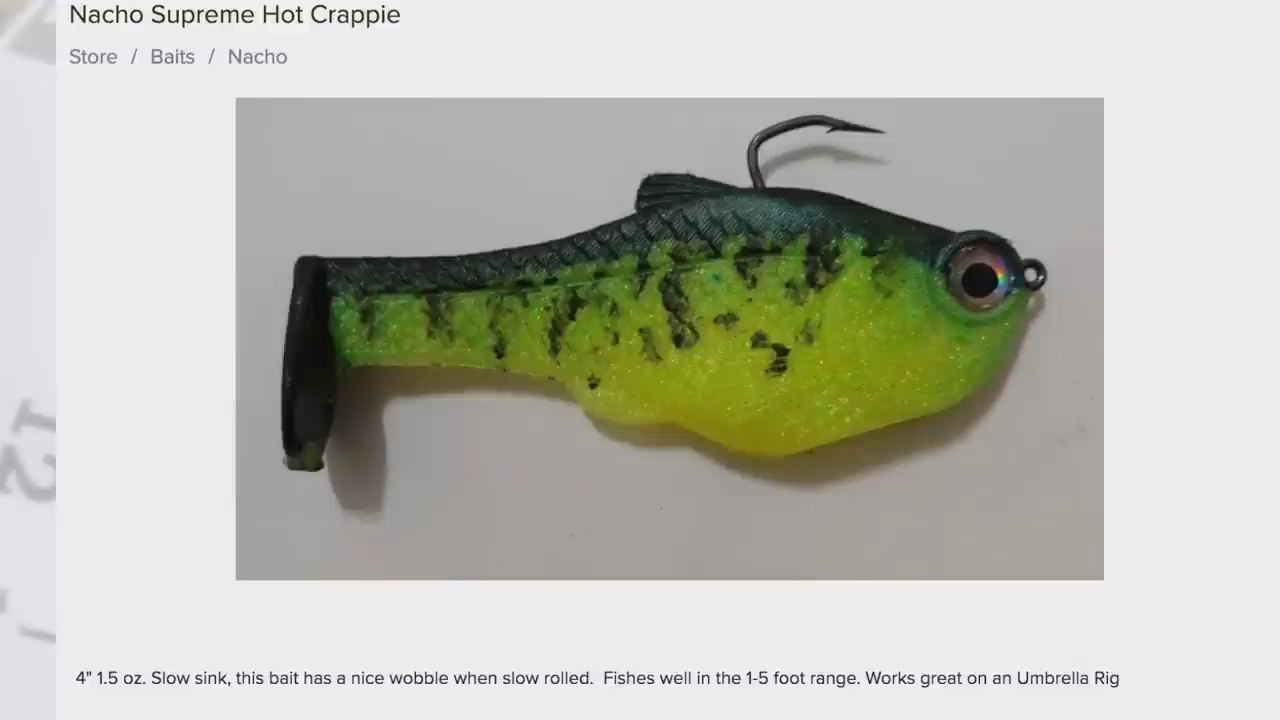 Nacho Supreme Hot Crappie
Store / Baits / Nacho
4" 1.5 oz. Slow sink, this bait has a nice wobble when slow rolled.  Fishes well in the 1-5 foot range. Works great on an Umbrella Rig